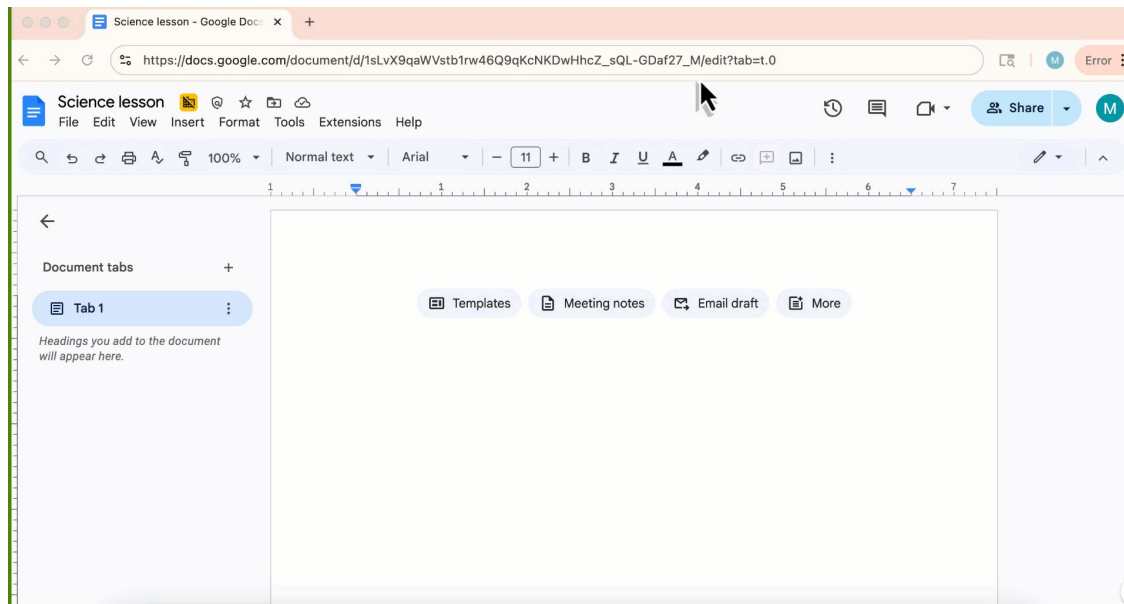 Science lesson - Google Docs
https://docs.google.com/document/d/1sLvX9qaWVstb1rw46Q9qKcNKDwHhcZ_sQL-GDaf27_M/edit?tab=t.0
M
Error
Science lesson
File Edit View Insert Format Tools Extensions Help
Share
M
100% Normal text Arial 11 B I U A
1 1 2 3 4 5 6 7
Document tabs
Tab 1
Templates Meeting notes Email draft More
Headings you add to the document
will appear here.